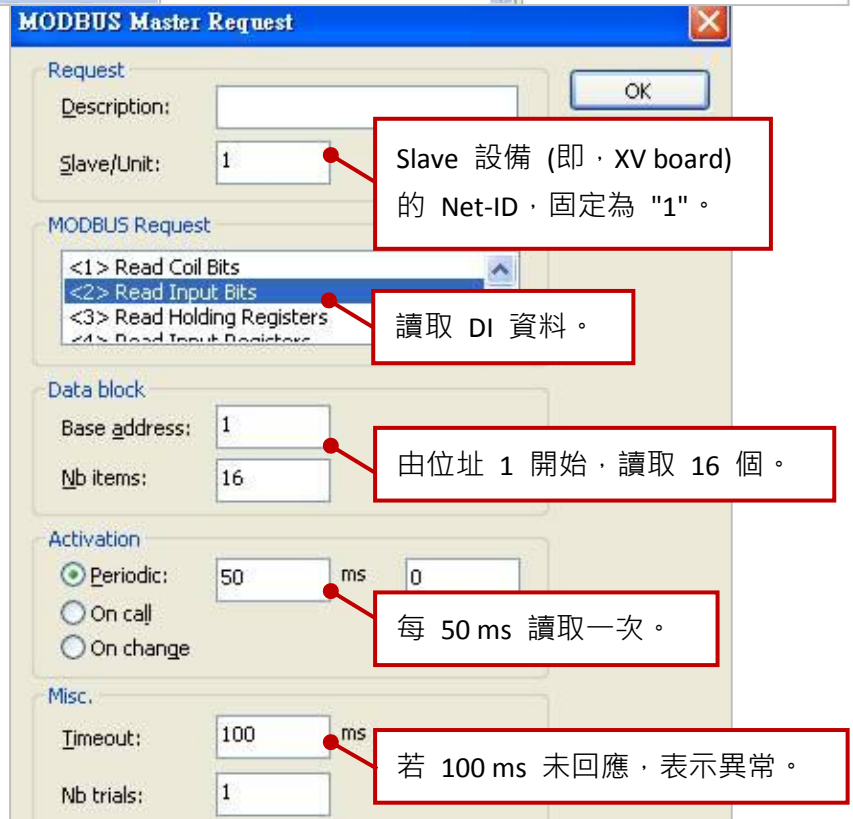 MODBUS Master Request
Request
OK
Description:
Slave/Unit:
1
Slave 設備 (即，XV board)
的 Net-ID，固定為 "1"。
MODBUS Request
<1> Read Coil Bits
<2> Read Input Bits
<3> Read Holding Registers
<4> Read Input Registers
讀取 DI 資料。
Data block
Base address:
1
Nb items:
16
由位址 1 開始，讀取 16 個。
Activation
Periodic:
50
ms
0
On call
On change
每 50 ms 讀取一次。
Misc.
Timeout:
100
ms
Nb trials:
1
若 100 ms 未回應，表示異常。